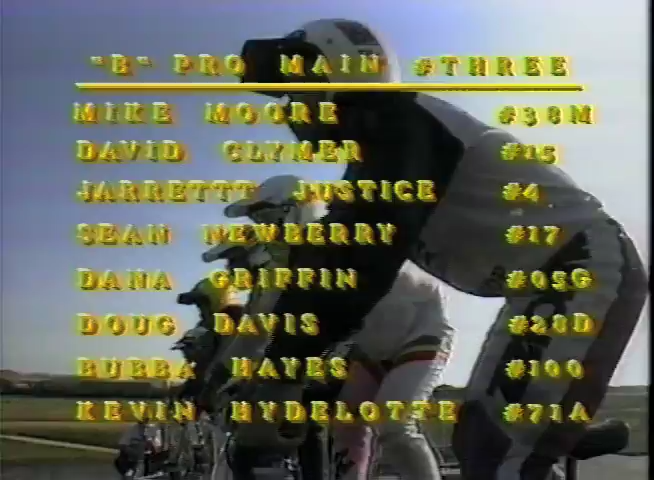 "B" PRO MAIN #THREE
MIKE MOORE #38M
DAVID CLYMER #15
JARRETTT JUSTICE #4
SEAN NEWBERRY #17
DANA GRIFFIN #05G
DOUG DAVIS #28D
BUBBA HAYES #100
KEVIN HYDELOTTE #71A